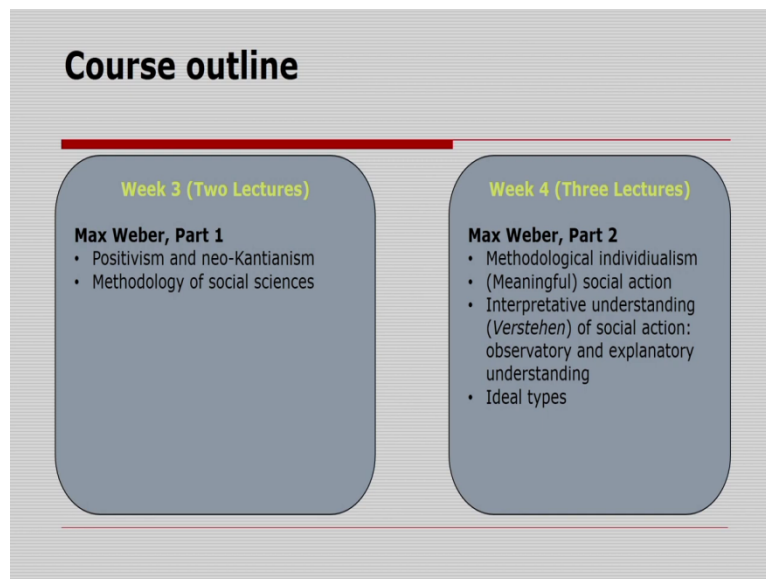 Course outline
Week 3 (Two Lectures)
Max Weber, Part 1
• Positivism and neo-Kantianism
• Methodology of social sciences
Week 4 (Three Lectures)
Max Weber, Part 2
• Methodological individiualism
• (Meaningful) social action
• Interpretative understanding
(Verstehen) of social action:
observatory and explanatory
understanding
• Ideal types